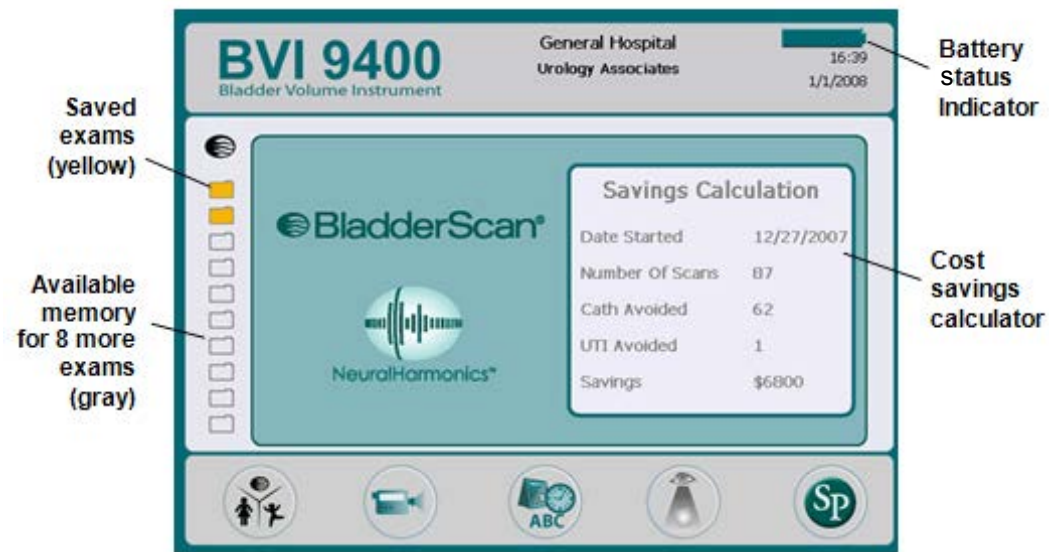 BVI 9400
Bladder Volume Instrument
General Hospital
Urology Associates
16:39
1/1/2008
Battery
status
Indicator
Saved
exams
(yellow)
Available
memory
for 8 more
exams
(gray)
BladderScan®
NeuralHarmonics™
Savings Calculation
Date Started 12/27/2007
Number Of Scans 87
Cath Avoided 62
UTI Avoided 1
Savings $6800
Cost
savings
calculator
ABC
SP